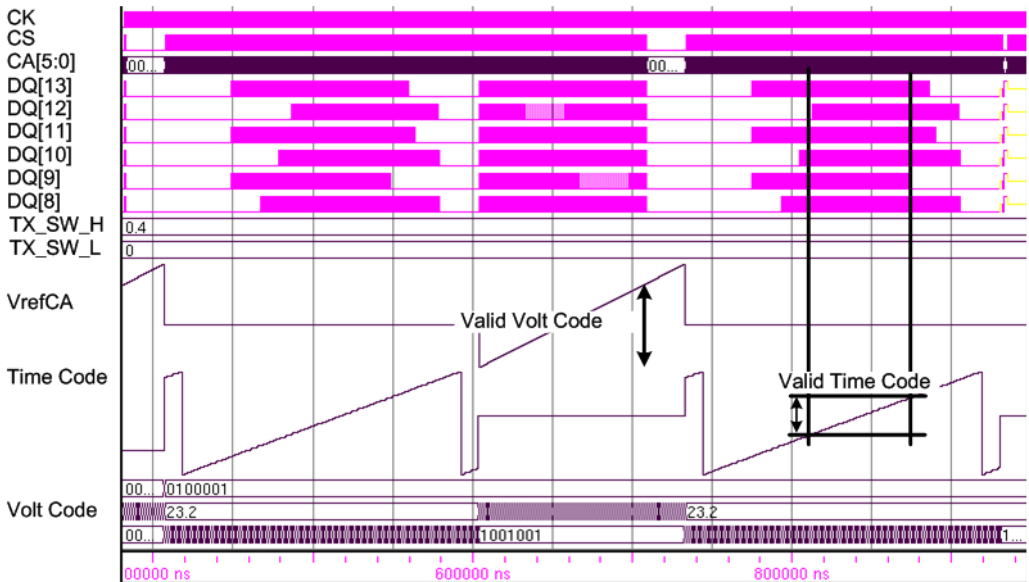 CK
CS
CA[5:0]
00... 00...
DQ[13]
DQ[12]
DQ[11]
DQ[10]
DQ[9]
DQ[8]
TX_SW_H
0.4
TX_SW_L
0
VrefCA
Valid Volt Code
Time Code
Valid Time Code
00... 0100001
Volt Code
23.2 23.2
00... 1001001 1...
00000 ns 600000 ns 800000 ns